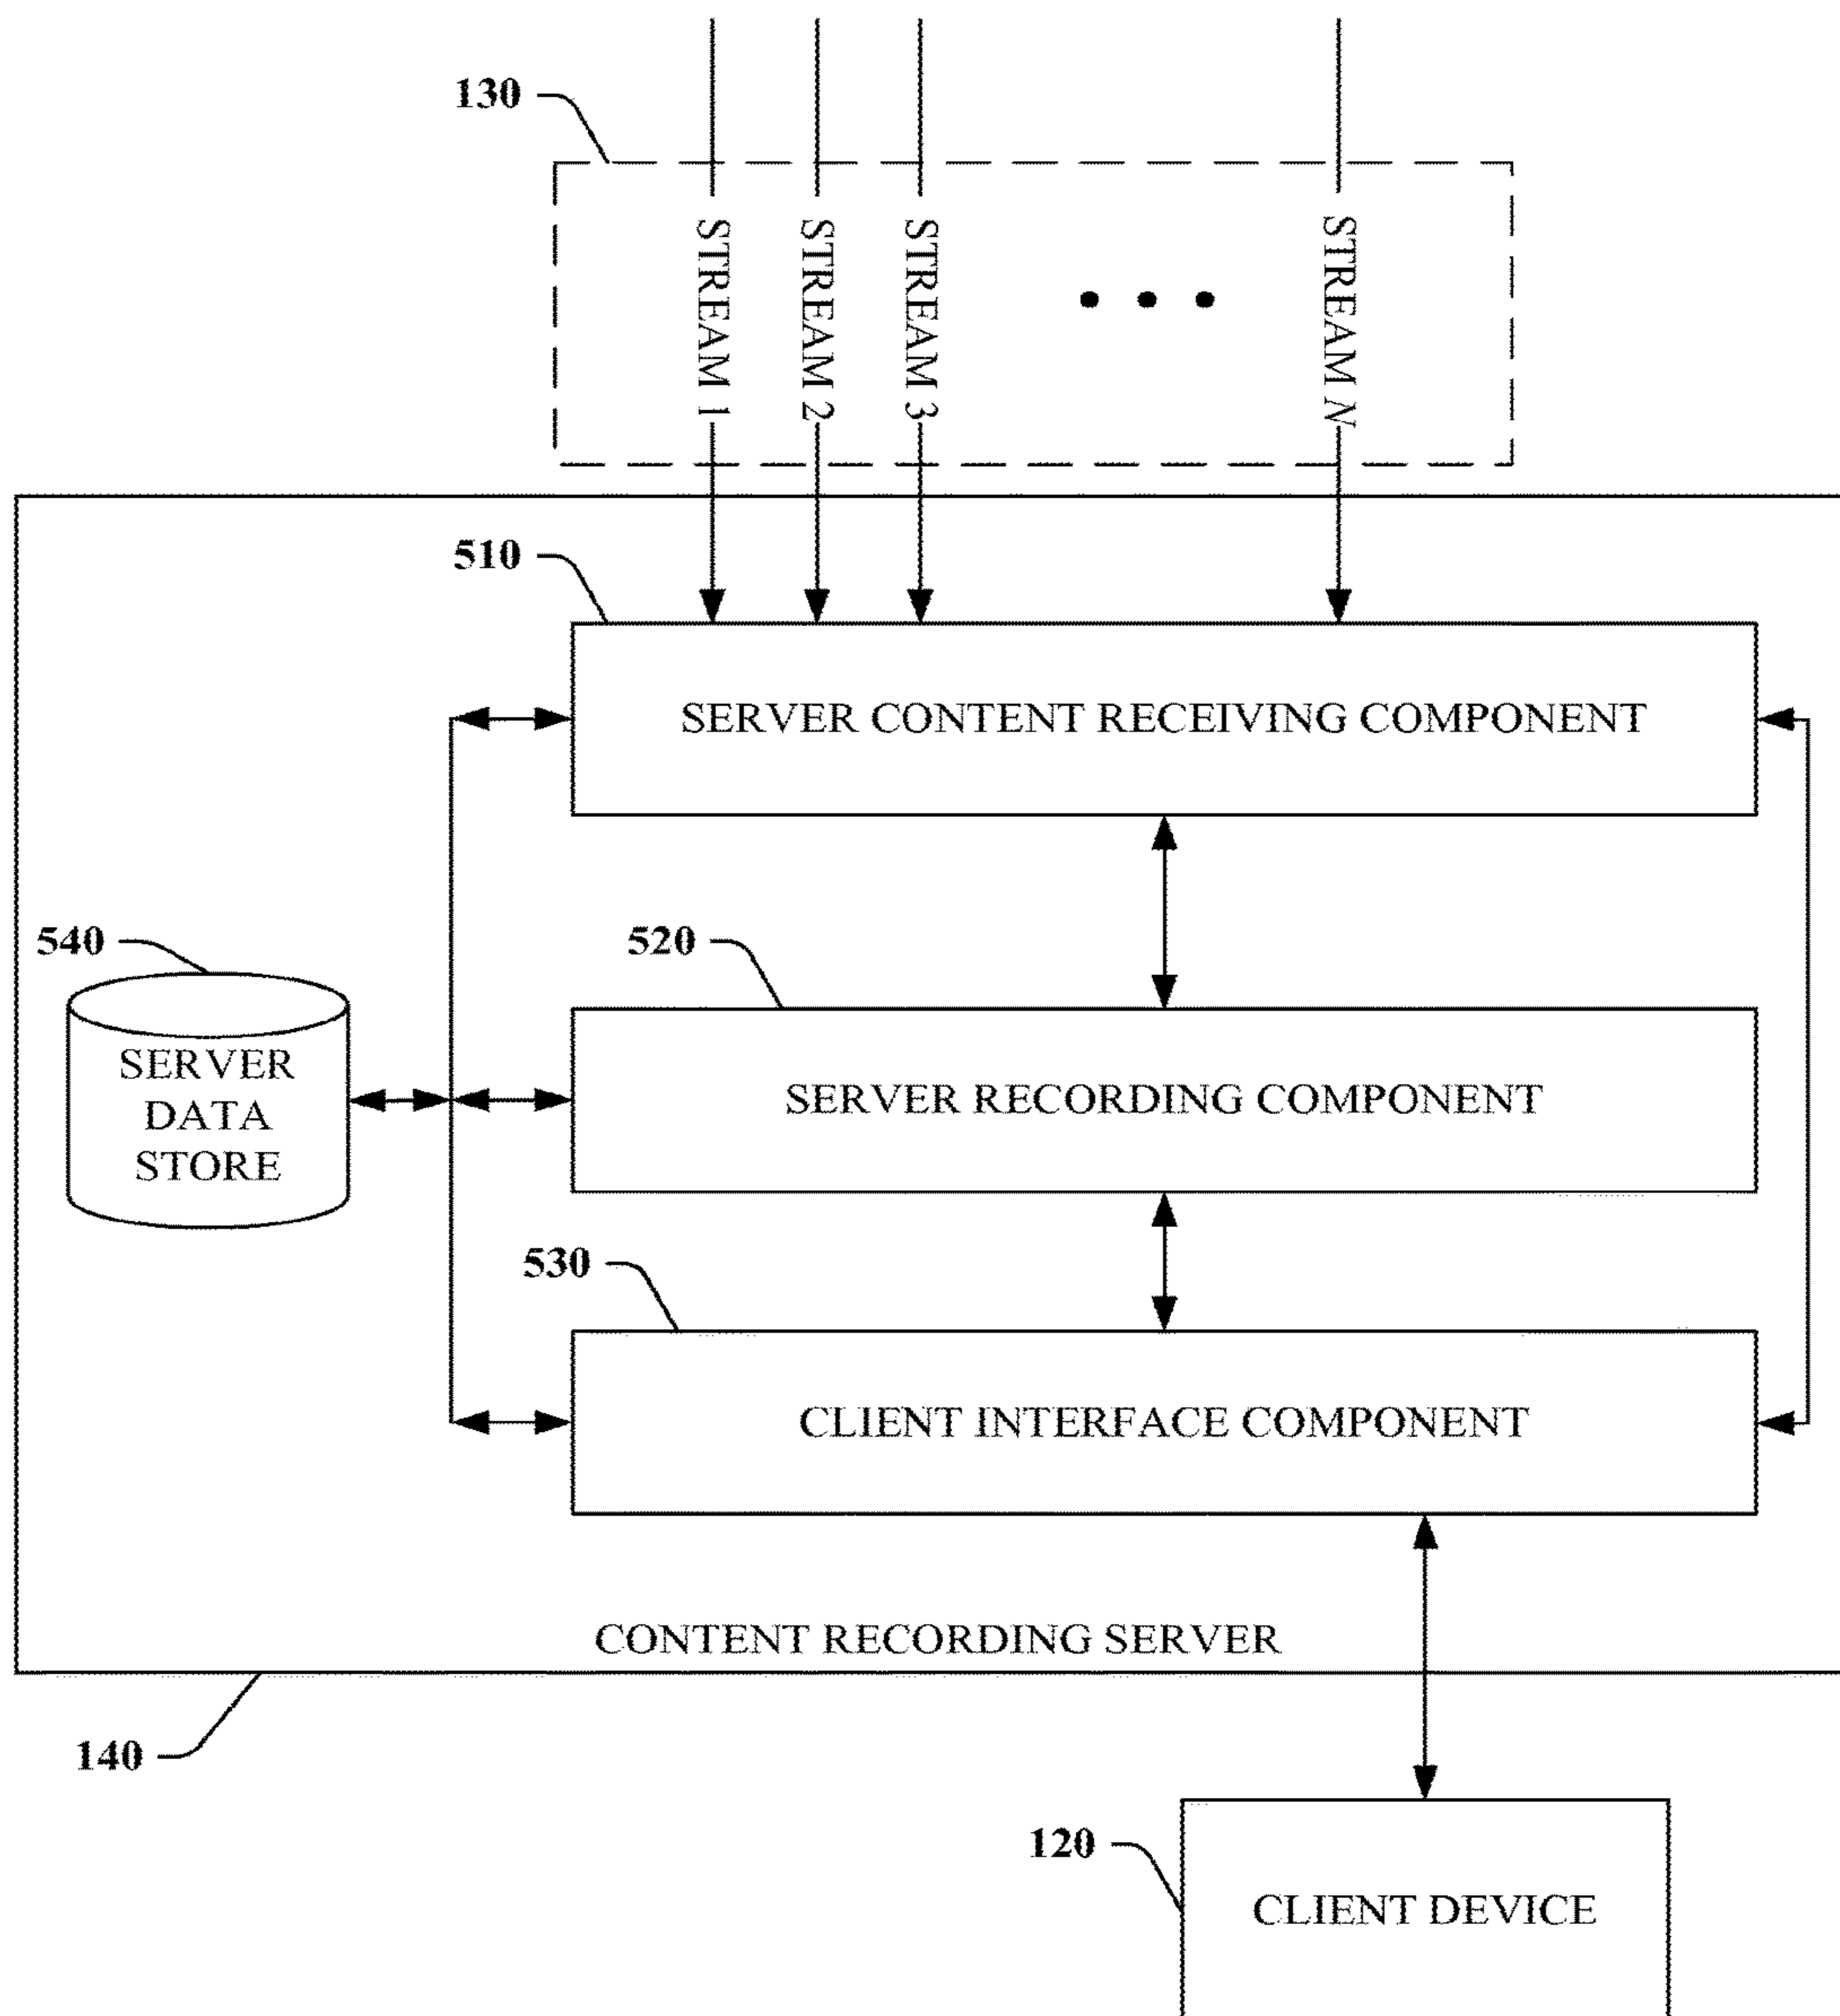 130
STREAM 1
STREAM 2
STREAM 3
STREAM N
510
SERVER CONTENT RECEIVING COMPONENT
540
520
SERVER
DATA
STORE
SERVER RECORDING COMPONENT
530
CLIENT INTERFACE COMPONENT
CONTENT RECORDING SERVER
140
120
CLIENT DEVICE